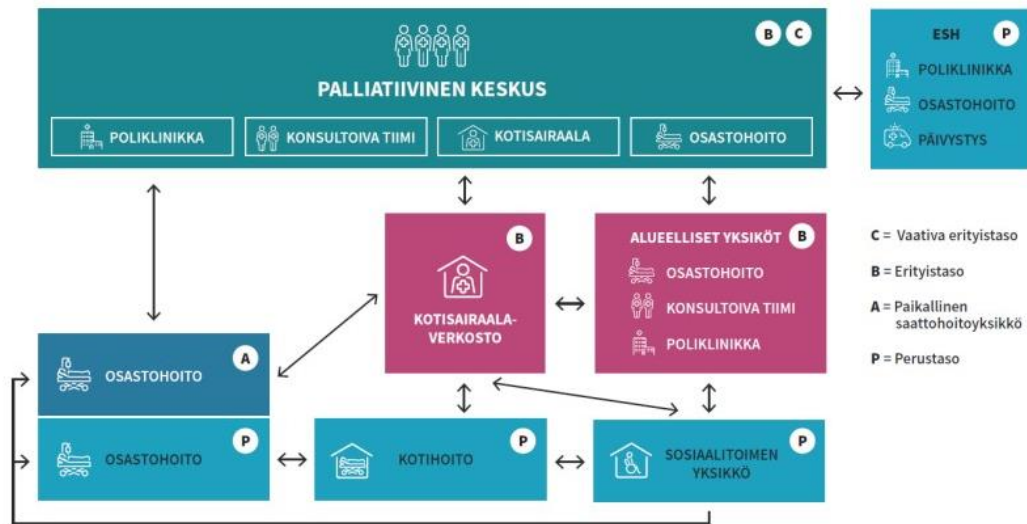 B C
PALLIATIIVINEN KESKUS
POLIKLINIKKA
KONSULTOIVA TIIMI
KOTISAIRAALA
OSASTOHOITO
ESH P
POLIKLINIKKA
OSASTOHOITO
PÄIVYSTYS
B
KOTISAIRAALA-
VERKOSTO
ALUEELLISET YKSIKÖT B
OSASTOHOITO
KONSULTOIVA TIIMI
POLIKLINIKKA
C = Vaativa erityistaso
B = Erityistaso
A = Paikallinen
saattohoitoyksikkö
P = Perustaso
A
OSASTOHOITO
P
OSASTOHOITO
P
KOTIHOITO
P
SOSIAALITOIMEN
YKSIKKÖ